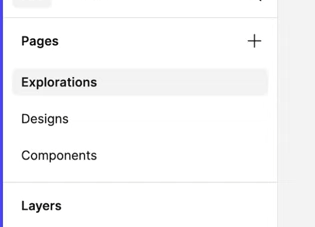 Pages
Explorations
Designs
Components
Layers